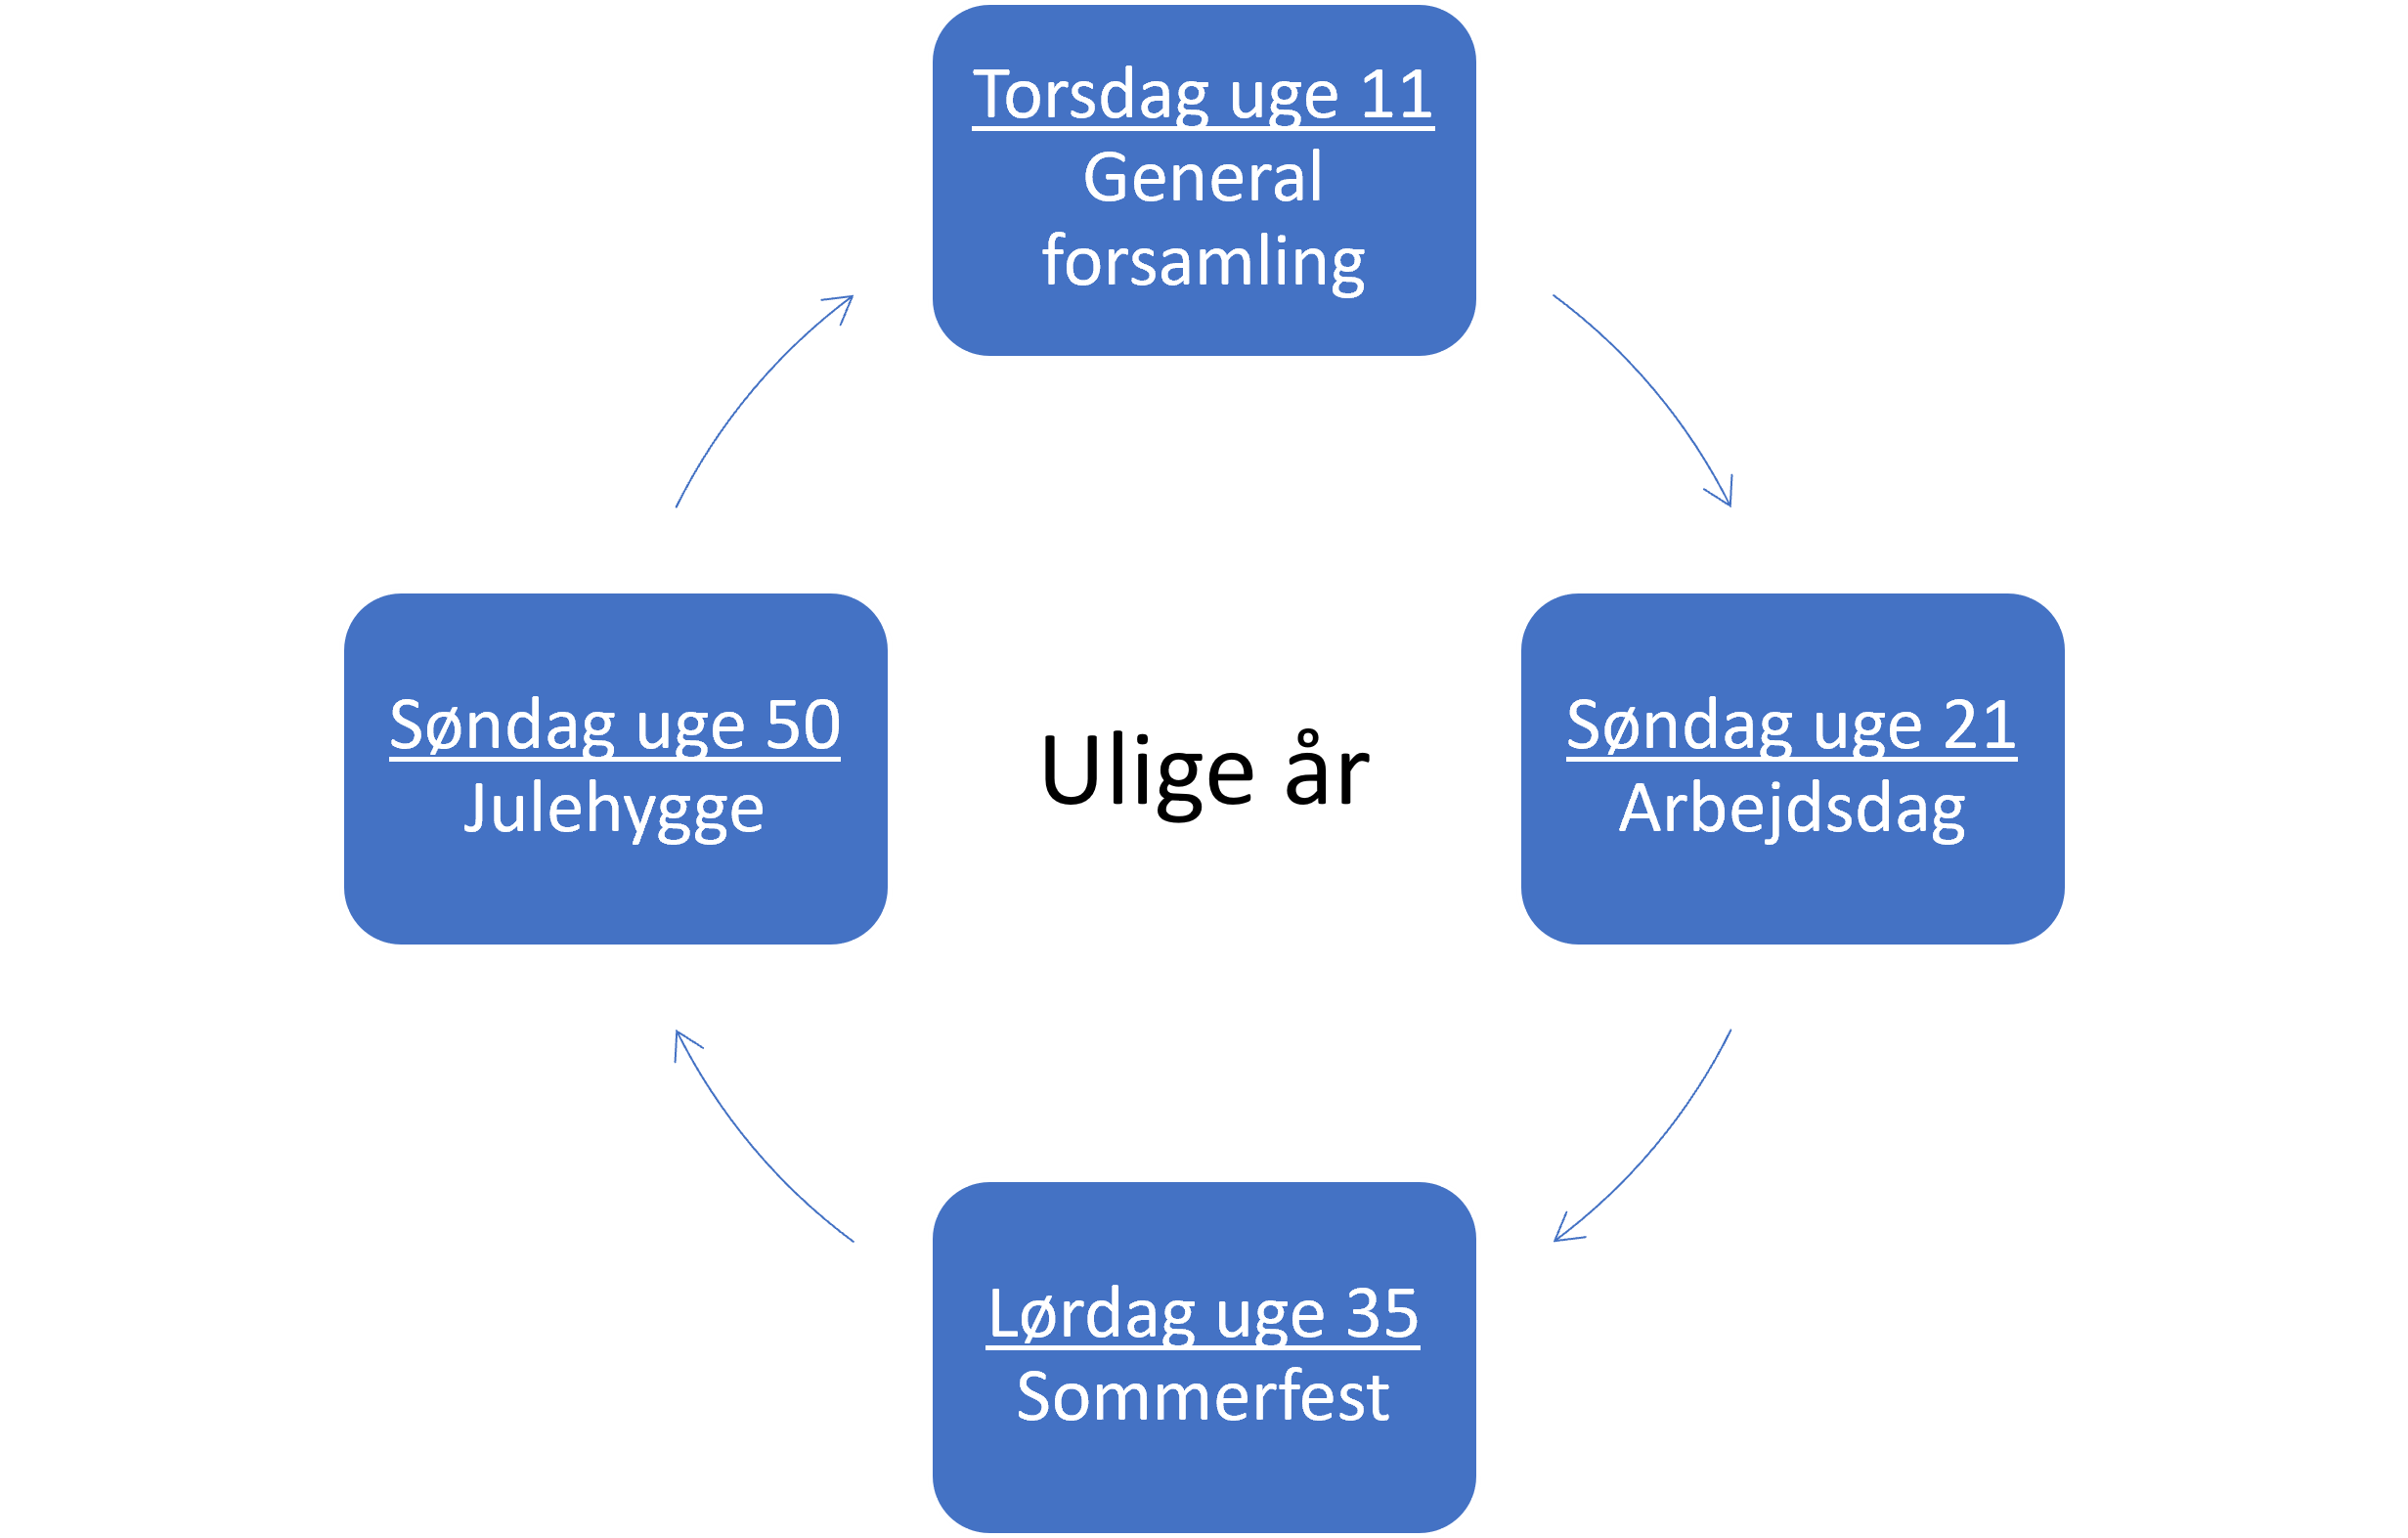 Torsdag uge 11
General
forsamling
Søndag uge 50
Julehygge
Ulige år
Søndag uge 21
Arbejdsdag
Lørdag uge 35
Sommerfest